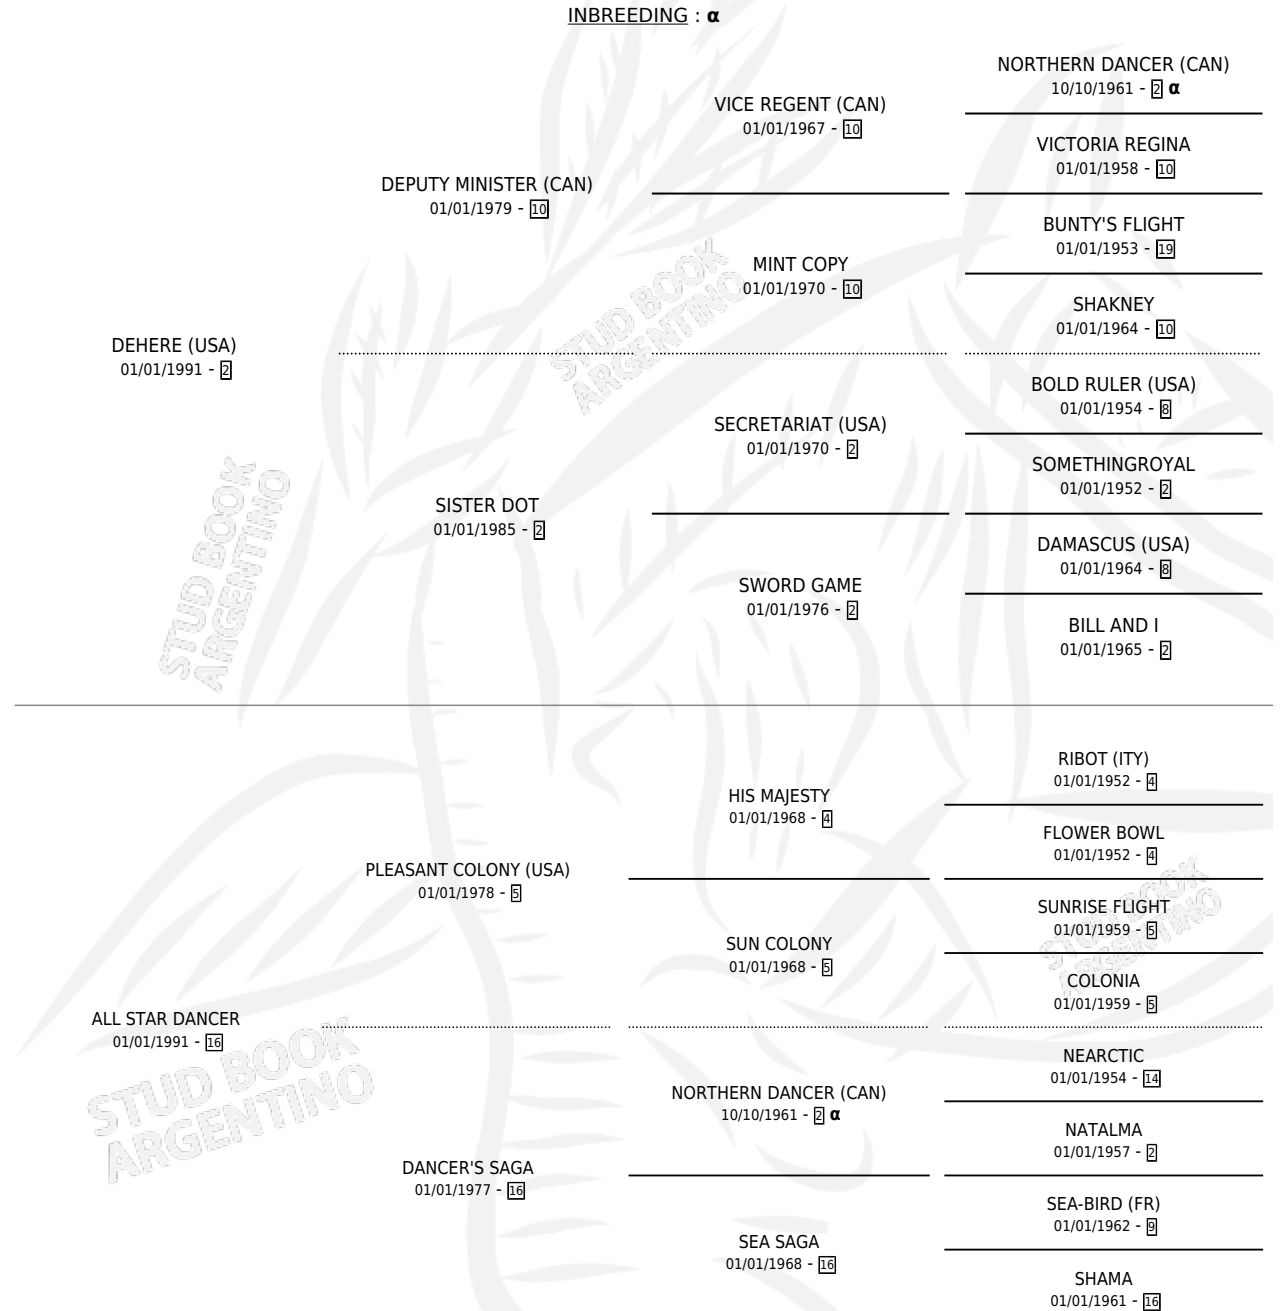 INBREEDING : α
NORTHERN DANCER (CAN)
10/10/1961 - 2 α
VICE REGENT (CAN)
01/01/1967 - 10
VICTORIA REGINA
01/01/1958 - 10
DEPUTY MINISTER (CAN)
01/01/1979 - 10
BUNTY'S FLIGHT
01/01/1953 - 19
MINT COPY
01/01/1970 - 10
SHAKNEY
01/01/1964 - 10
STUD BOOK
ARGENTINO
DEHERE (USA)
01/01/1991 - 2
BOLD RULER (USA)
01/01/1954 - 8
SECRETARIAT (USA)
01/01/1970 - 2
SOMETHINGROYAL
01/01/1952 - 2
SISTER DOT
01/01/1985 - 2
DAMASCUS (USA)
01/01/1964 - 8
SWORD GAME
01/01/1976 - 2
BILL AND I
01/01/1965 - 2
STUD BOOK
ARGENTINO
RIBOT (ITY)
01/01/1952 - 4
HIS MAJESTY
01/01/1968 - 4
FLOWER BOWL
01/01/1952 - 4
PLEASANT COLONY (USA)
01/01/1978 - 5
SUNRISE FLIGHT
01/01/1959 - 5
SUN COLONY
01/01/1968 - 5
COLONIA
01/01/1959 - 5
STUD BOOK
ARGENTINO
ALL STAR DANCER
01/01/1991 - 16
NEARCTIC
01/01/1954 - 14
NORTHERN DANCER (CAN)
10/10/1961 - 2 α
NATALMA
01/01/1957 - 2
STUD BOOK
ARGENTINO
DANCER'S SAGA
01/01/1977 - 16
SEA-BIRD (FR)
01/01/1962 - 9
SEA SAGA
01/01/1968 - 16
SHAMA
01/01/1961 - 16